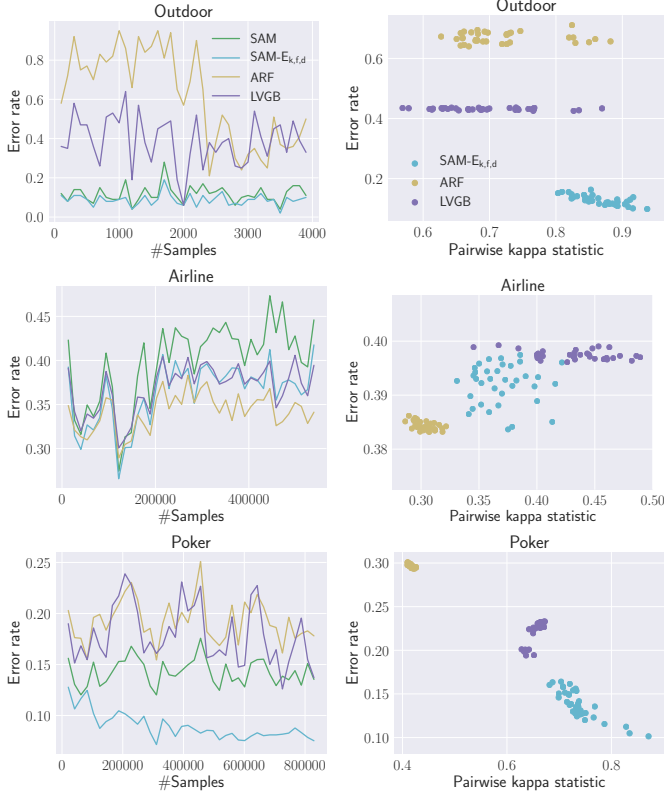 Outdoor
Error rate
0.8
0.6
0.4
0.2
0.0
SAM
SAM-E_{k,f,d}
ARF
LVGB
0
1000
2000
3000
4000
#Samples
Outdoor
Error rate
0.6
0.4
0.2
SAM-E_{k,f,d}
ARF
LVGB
0.6
0.7
0.8
0.9
Pairwise kappa statistic
Airline
Error rate
0.45
0.40
0.35
0.30
0
200000
400000
#Samples
Airline
Error rate
0.40
0.39
0.38
0.30
0.35
0.40
0.45
0.50
Pairwise kappa statistic
Poker
Error rate
0.25
0.20
0.15
0.10
0
200000
400000
600000
800000
#Samples
Poker
Error rate
0.30
0.25
0.20
0.15
0.10
0.4
0.6
0.8
Pairwise kappa statistic